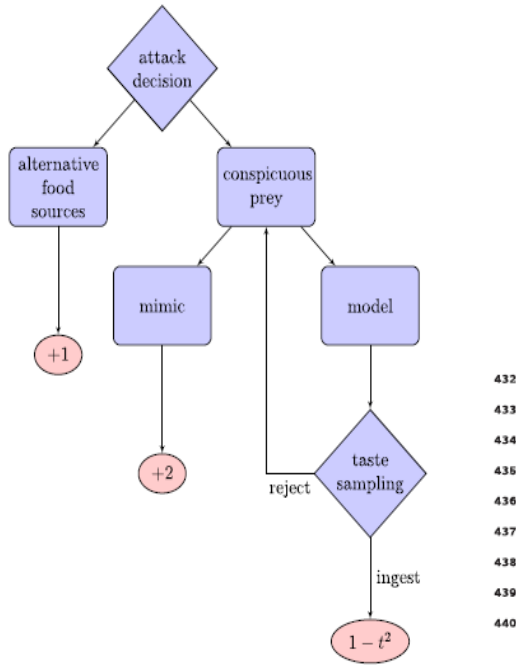 attack
decision
alternative
food
sources
conspicuous
prey
mimic
model
+1
+2
taste
sampling
reject
ingest
1 − t²
432
433
434
435
436
437
438
439
440